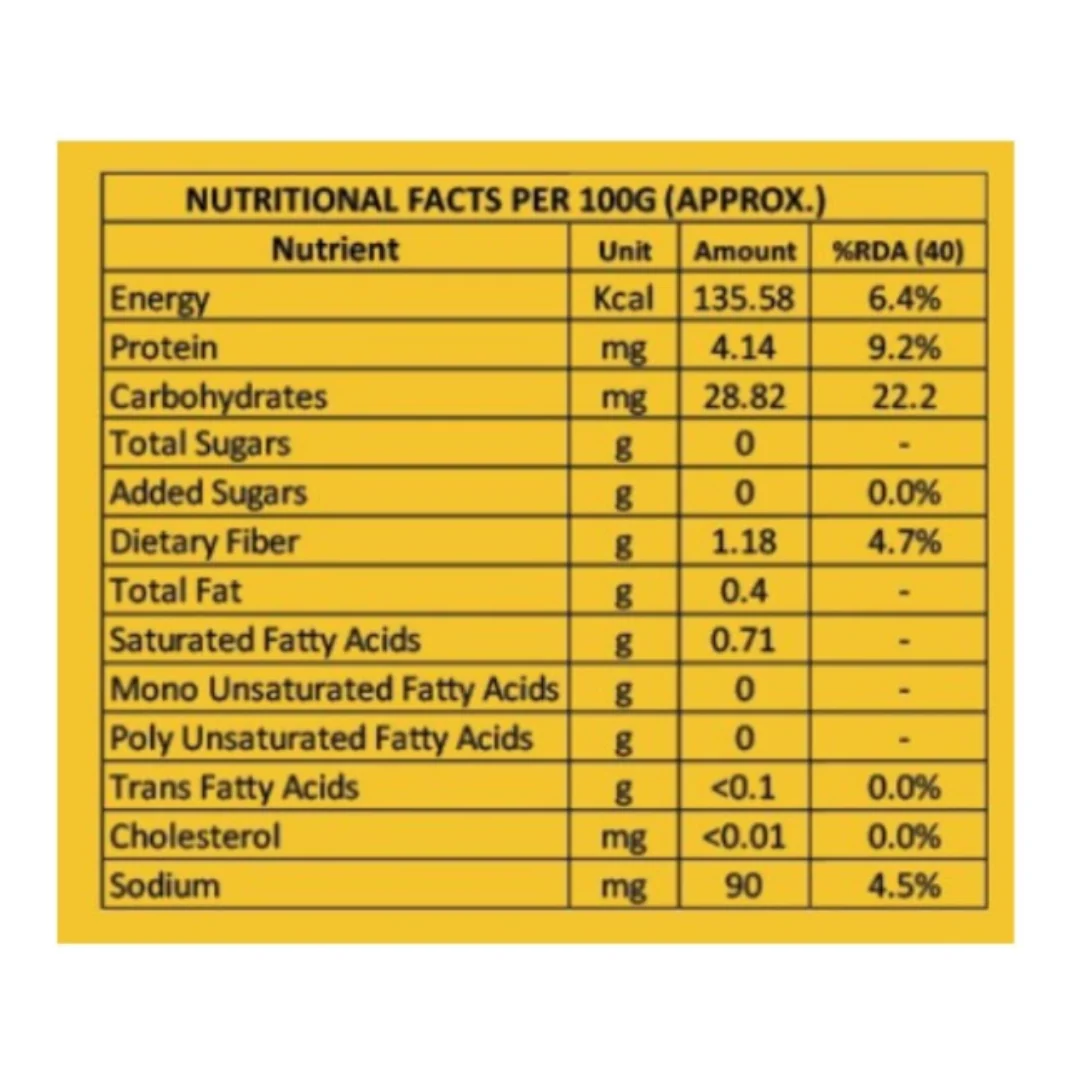 NUTRITIONAL FACTS PER 100G (APPROX.)
Nutrient Unit Amount %RDA (40)
Energy Kcal 135.58 6.4%
Protein mg 4.14 9.2%
Carbohydrates mg 28.82 22.2
Total Sugars g 0 -
Added Sugars g 0 0.0%
Dietary Fiber g 1.18 4.7%
Total Fat g 0.4 -
Saturated Fatty Acids g 0.71 -
Mono Unsaturated Fatty Acids g 0 -
Poly Unsaturated Fatty Acids g 0 -
Trans Fatty Acids g <0.1 0.0%
Cholesterol mg <0.01 0.0%
Sodium mg 90 4.5%